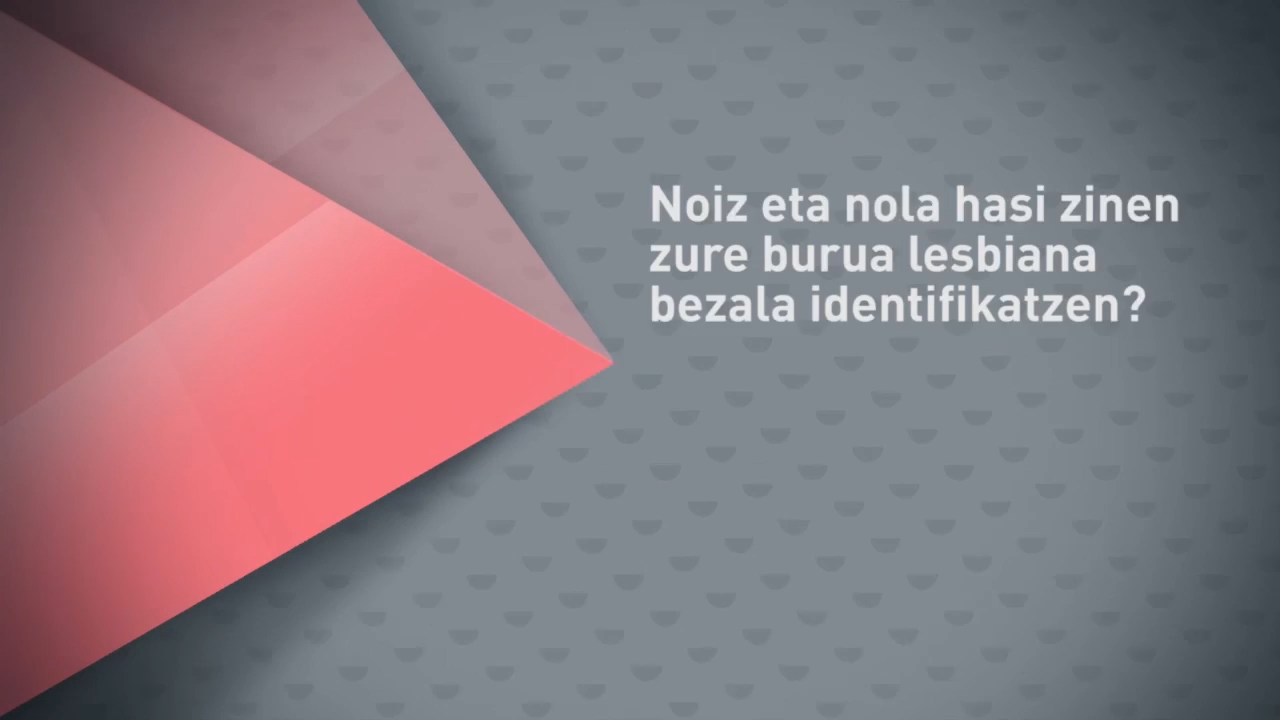 Noiz eta nola hasi zinen
zure burua lesbiana
bezala identifikatzen?